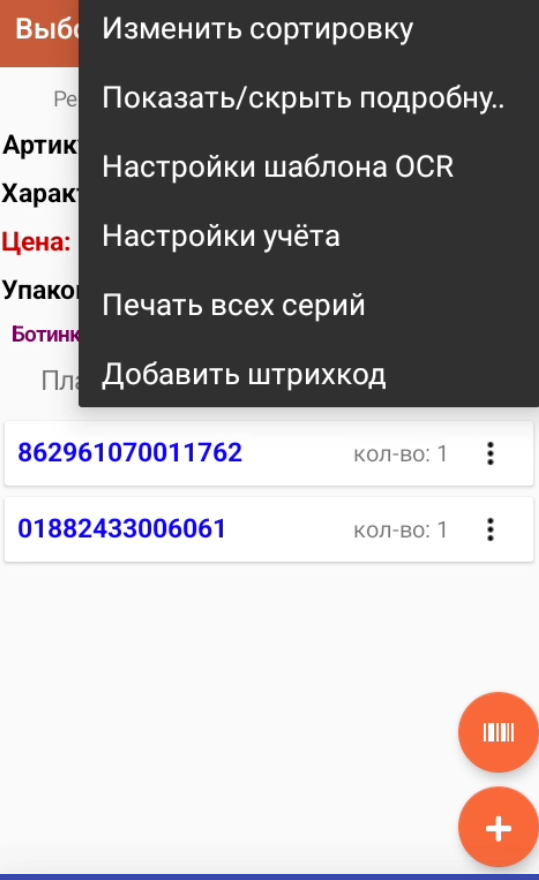 Выбо
Изменить сортировку
Ре
Показать/скрыть подробну..
Артик
Настройки шаблона OCR
Харак
Цена:
Настройки учёта
Упако
Печать всех серий
Ботинк
Пла
Добавить штрихкод
862961070011762 кол-во: 1
01882433006061 кол-во: 1